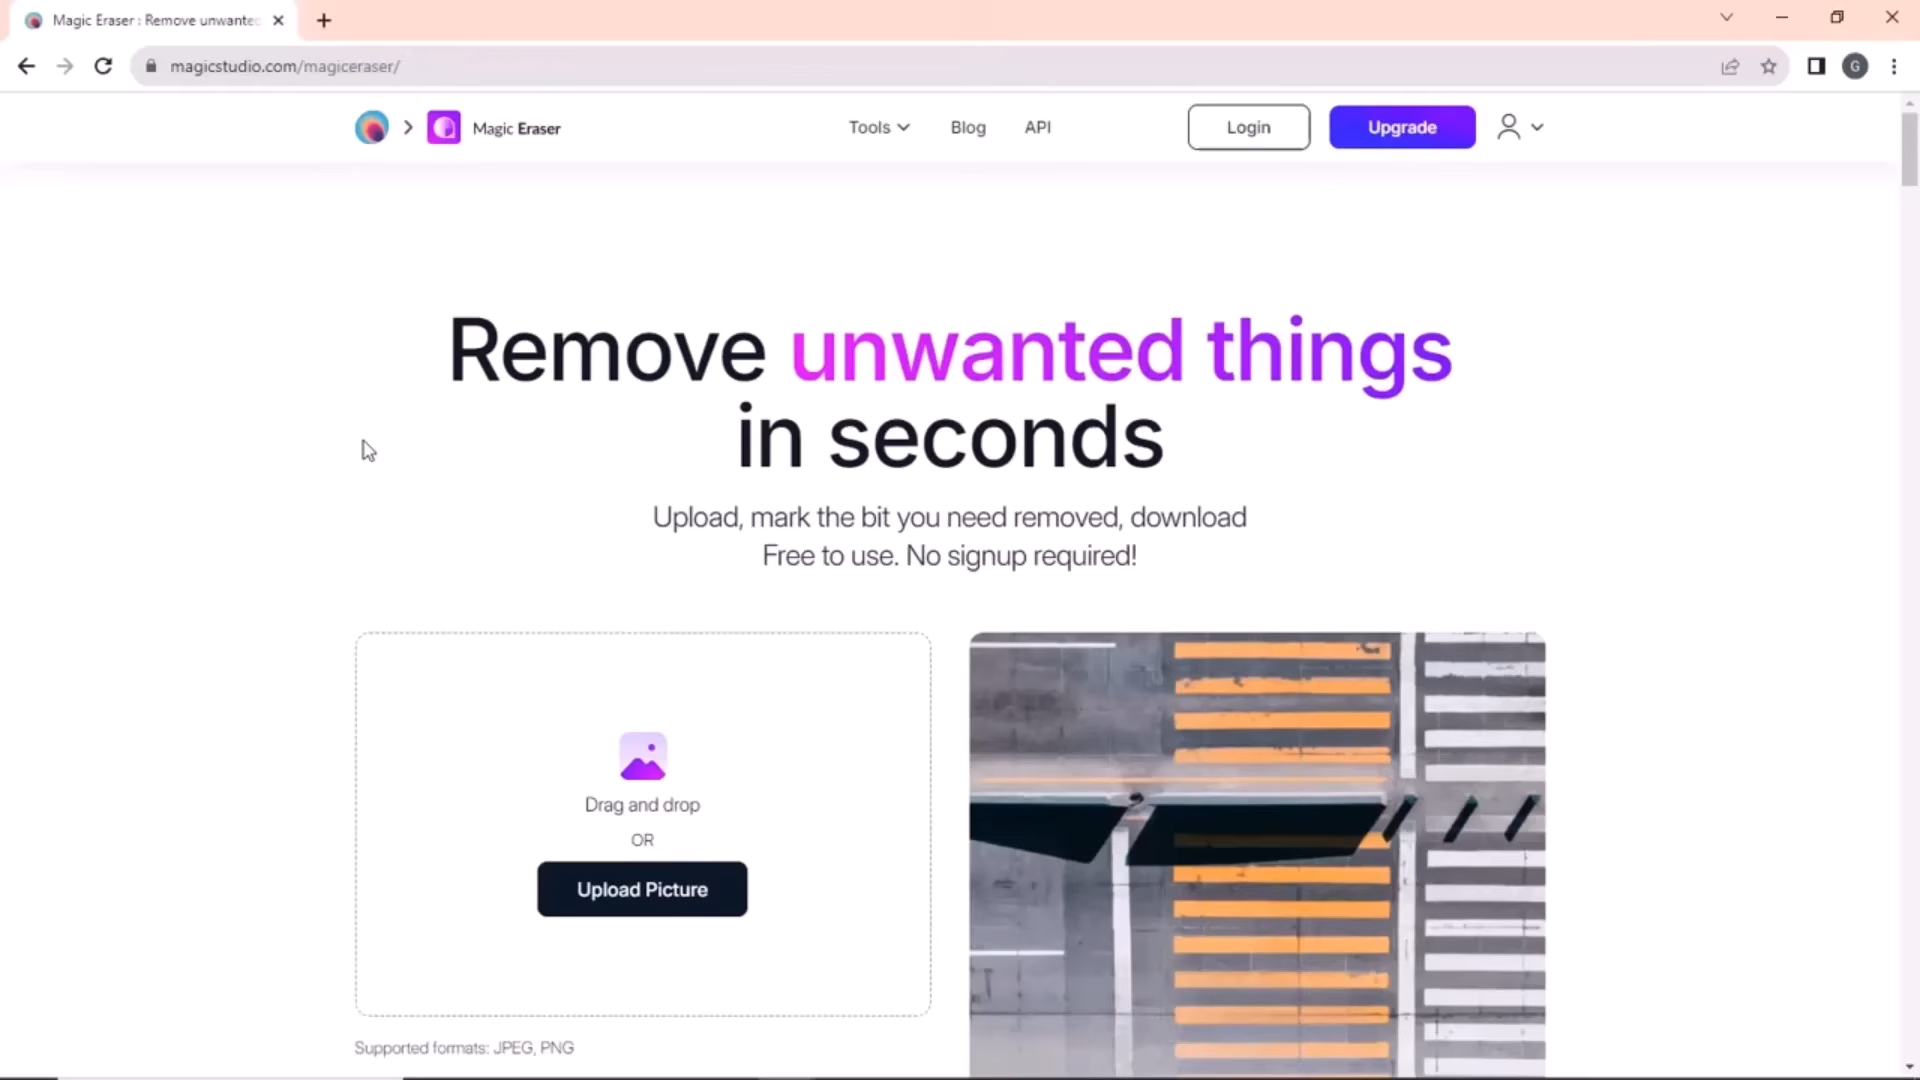 Magic Eraser : Remove unwante
magicstudio.com/magiceraser/
G
Magic Eraser
Tools
Blog
API
Login
Upgrade
Remove unwanted things
in seconds
Upload, mark the bit you need removed, download
Free to use. No signup required!
Drag and drop
OR
Upload Picture
Supported formats: JPEG, PNG